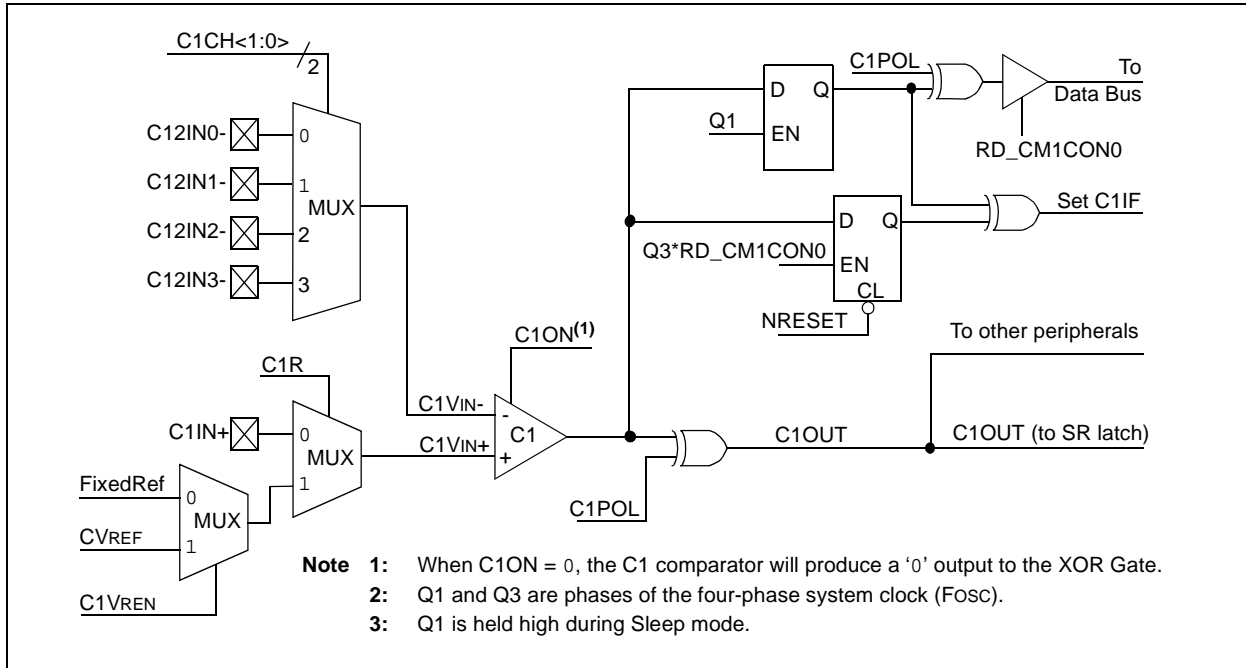 C1CH<1:0>
2
C12IN0-
0
C12IN1-
1
MUX
C12IN2-
2
C12IN3-
3
C1POL
D
Q
Q1
EN
To
Data Bus
RD_CM1CON0
D
Q
Q3*RD_CM1CON0
EN
CL
NRESET
Set C1IF
C1ON(1)
To other peripherals
C1R
C1VIN-
-
C1
C1IN+
0
MUX
1
C1VIN+
+
C1OUT
C1OUT (to SR latch)
C1POL
FixedRef
0
MUX
CVREF
1
C1VREN
Note 1: When C1ON = 0, the C1 comparator will produce a '0' output to the XOR Gate.
2: Q1 and Q3 are phases of the four-phase system clock (FOSC).
3: Q1 is held high during Sleep mode.